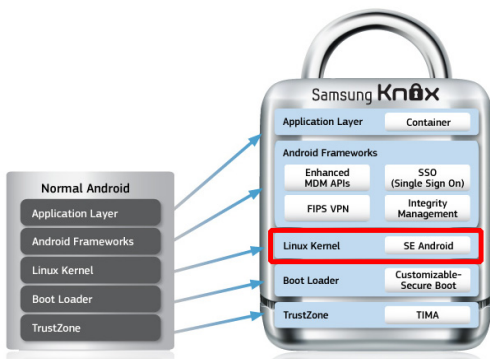 Samsung Knox
Application Layer
Container
Android Frameworks
Enhanced
MDM APIs
SSO
(Single Sign On)
FIPS VPN
Integrity
Management
Linux Kernel
SE Android
Boot Loader
Customizable-
Secure Boot
TrustZone
TIMA
Normal Android
Application Layer
Android Frameworks
Linux Kernel
Boot Loader
TrustZone